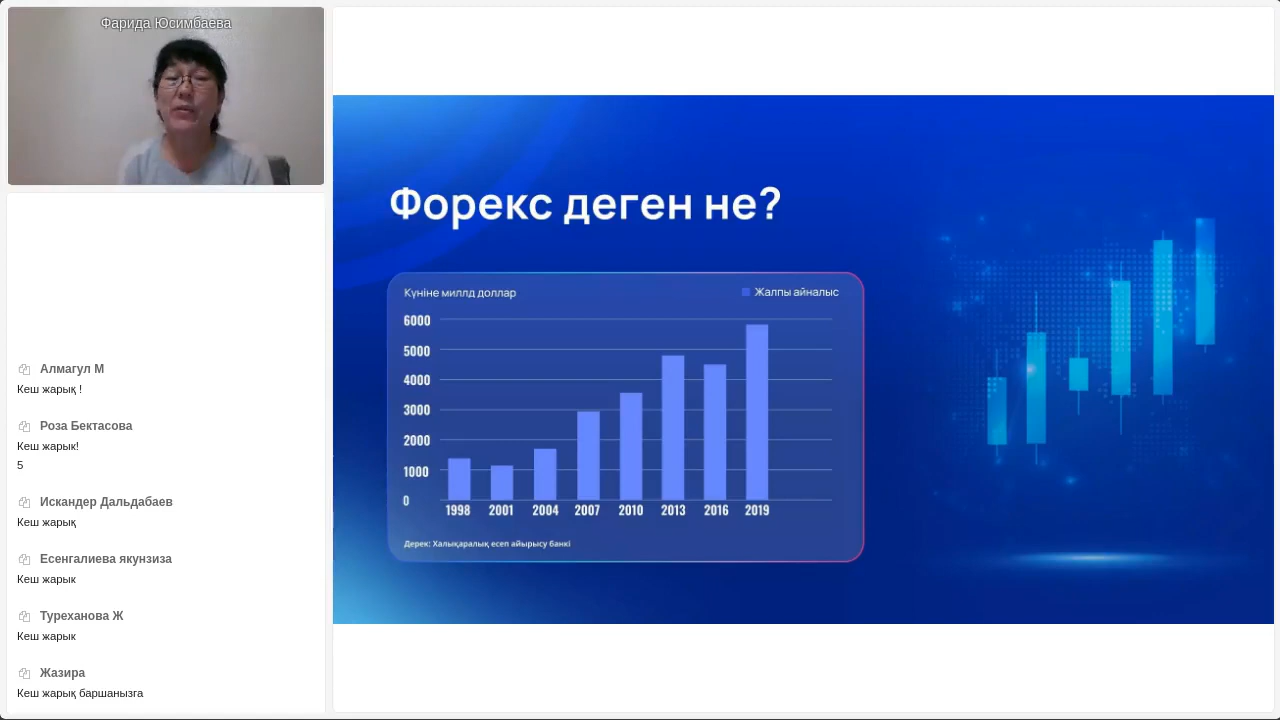 Фарида Юсимбаева
Алмагул М
Кеш жарық !
Роза Бектасова
Кеш жарык!
5
Искандер Дальдабаев
Кеш жарық
Есенгалиева якунзиза
Кеш жарык
Туреханова Ж
Кеш жарык
Жазира
Кеш жарық баршанызга
Форекс деген не?
Күніне миллд доллар
Жалпы айналыс
6000
5000
4000
3000
2000
1000
0
1998 2001 2004 2007 2010 2013 2016 2019
Дерек: Халықаралық есеп айырысу банкі